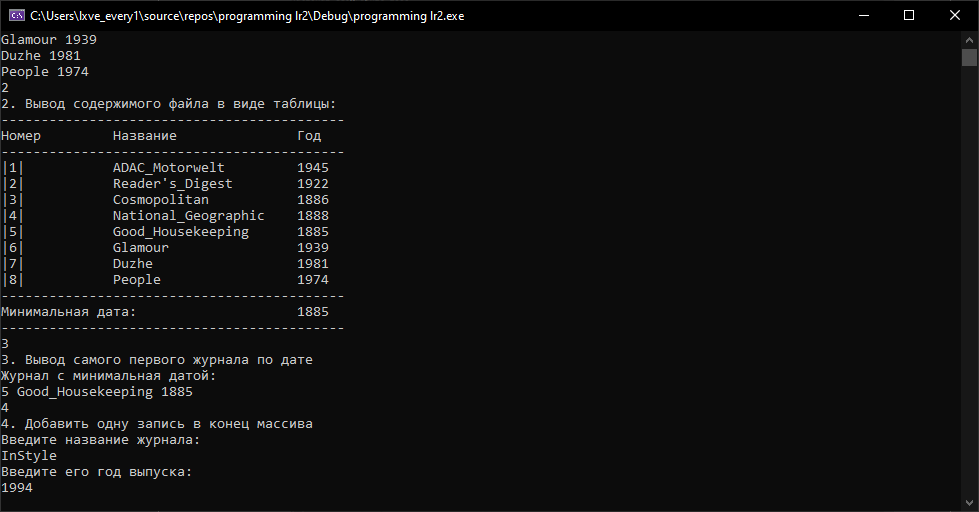 C:\Users\lxve_every1\source\repos\programming lr2\Debug\programming lr2.exe
Glamour 1939
Duzhe 1981
People 1974
2
2. Вывод содержимого файла в виде таблицы:
-------------------------------------------
Номер Название Год
-------------------------------------------
|1| ADAC_Motorwelt 1945
|2| Reader's_Digest 1922
|3| Cosmopolitan 1886
|4| National_Geographic 1888
|5| Good_Housekeeping 1885
|6| Glamour 1939
|7| Duzhe 1981
|8| People 1974
-------------------------------------------
Минимальная дата: 1885
-------------------------------------------
3
3. Вывод самого первого журнала по дате
Журнал с минимальная датой:
5 Good_Housekeeping 1885
4
4. Добавить одну запись в конец массива
Введите название журнала:
InStyle
Введите его год выпуска:
1994